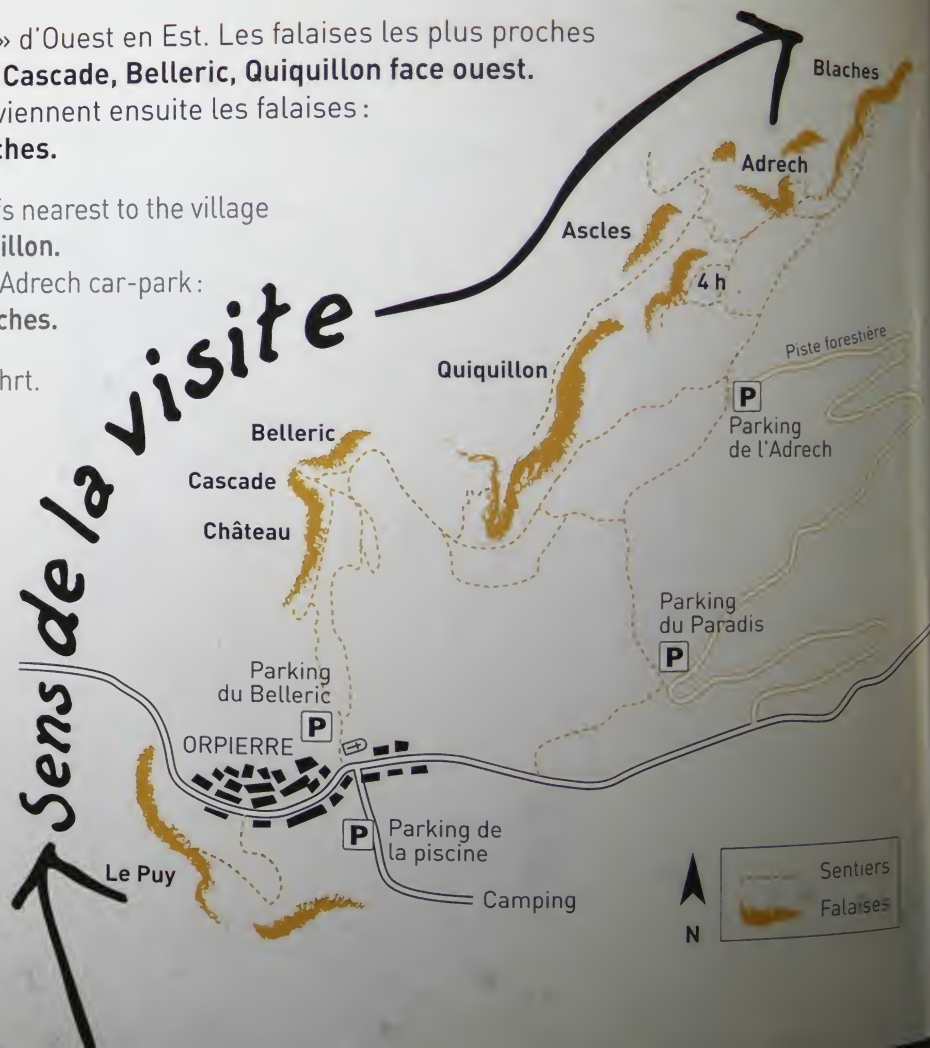 » d'Ouest en Est. Les falaises les plus proches
Cascade, Belleric, Quiquillon face ouest.
viennent ensuite les falaises :
ches.
fs nearest to the village
illon.
Adrech car-park :
ches.
hrt.
Sens de la visite
Blaches
Adrech
Ascles
4 h
Quiquillon
Piste forestière
P
Parking
de l'Adrech
Belleric
Cascade
Château
Parking
du Paradis
P
Parking
du Belleric
P
ORPIERRE
P
Parking de
la piscine
Le Puy
Camping
N
Sentiers
Falaises